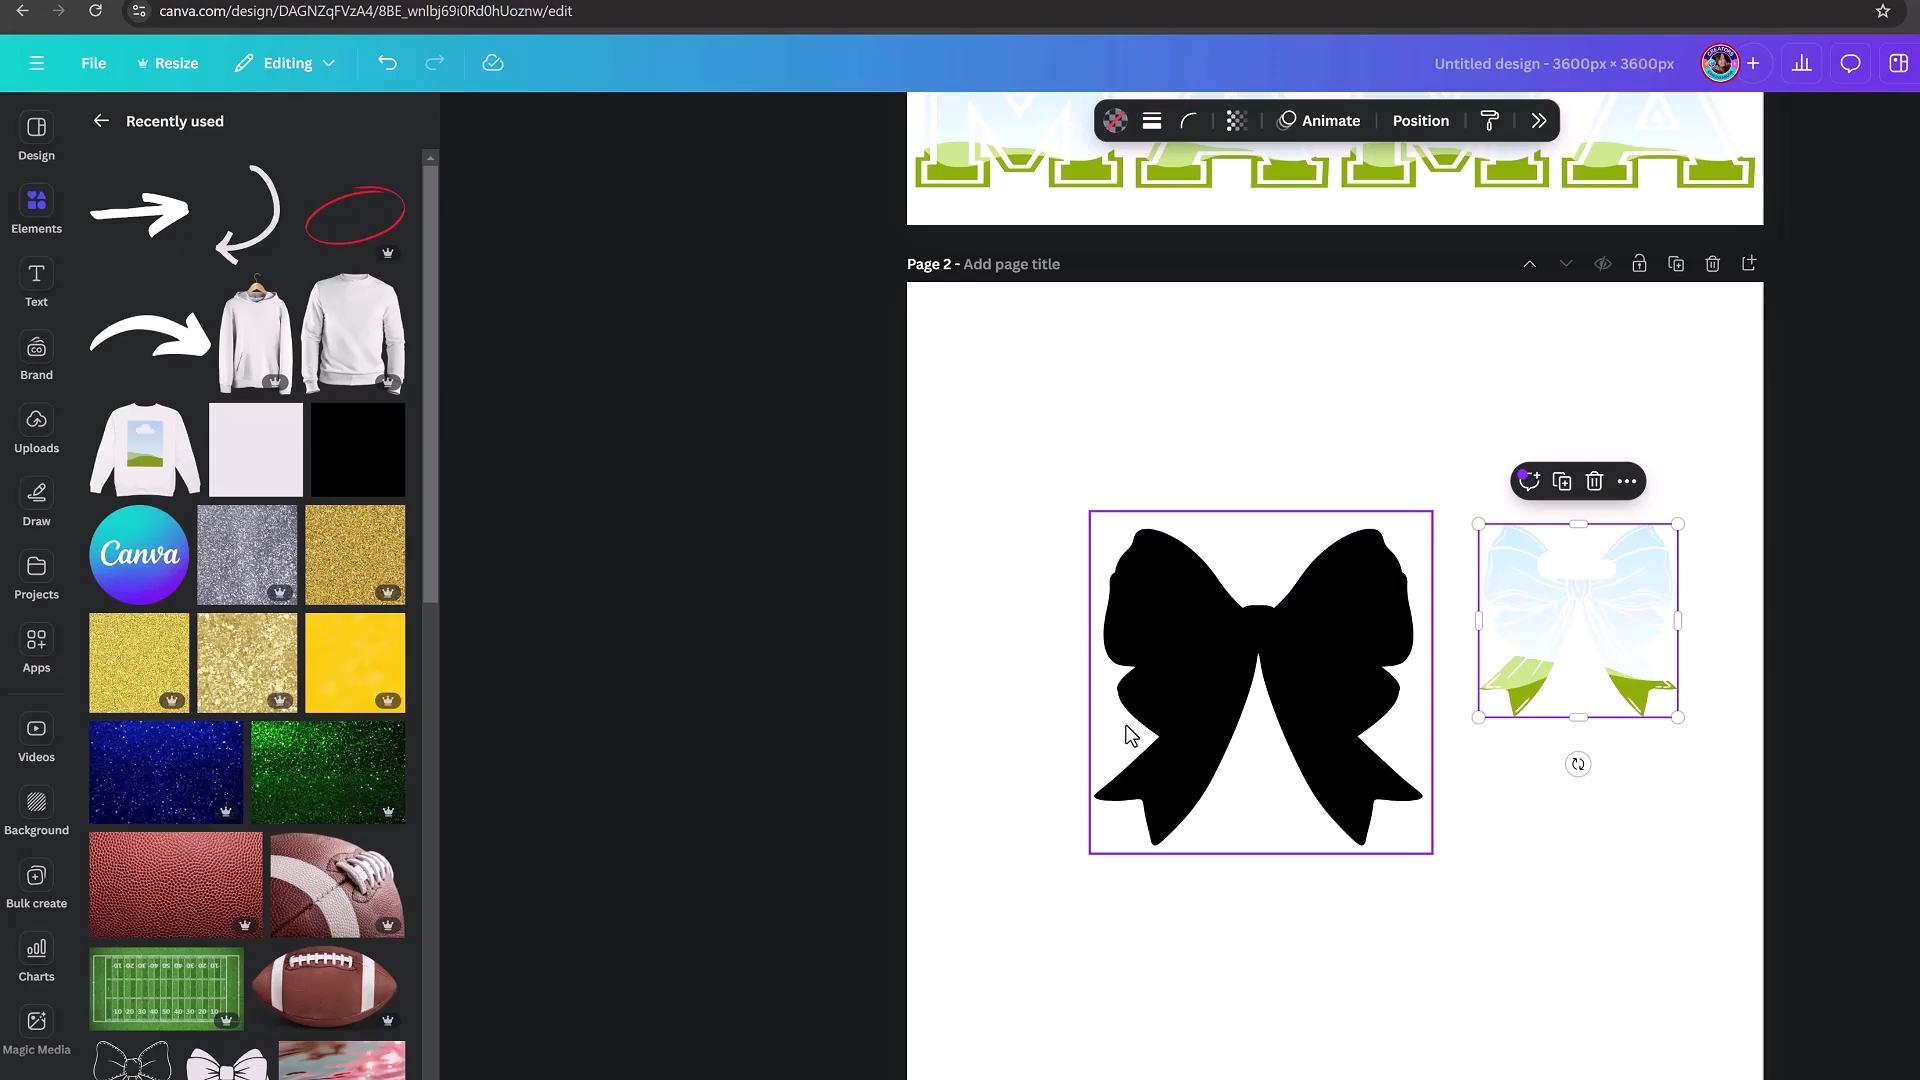 canva.com/design/DAGNZqFVzA4/8BE_wnlbj69i0Rd0hUoznw/edit
File
Resize
Editing
Untitled design - 3600px × 3600px
Design
Elements
Text
Brand
Uploads
Draw
Projects
Apps
Videos
Background
Bulk create
Charts
Magic Media
Recently used
Canva
Animate
Position
MAMA
Page 2 - Add page title